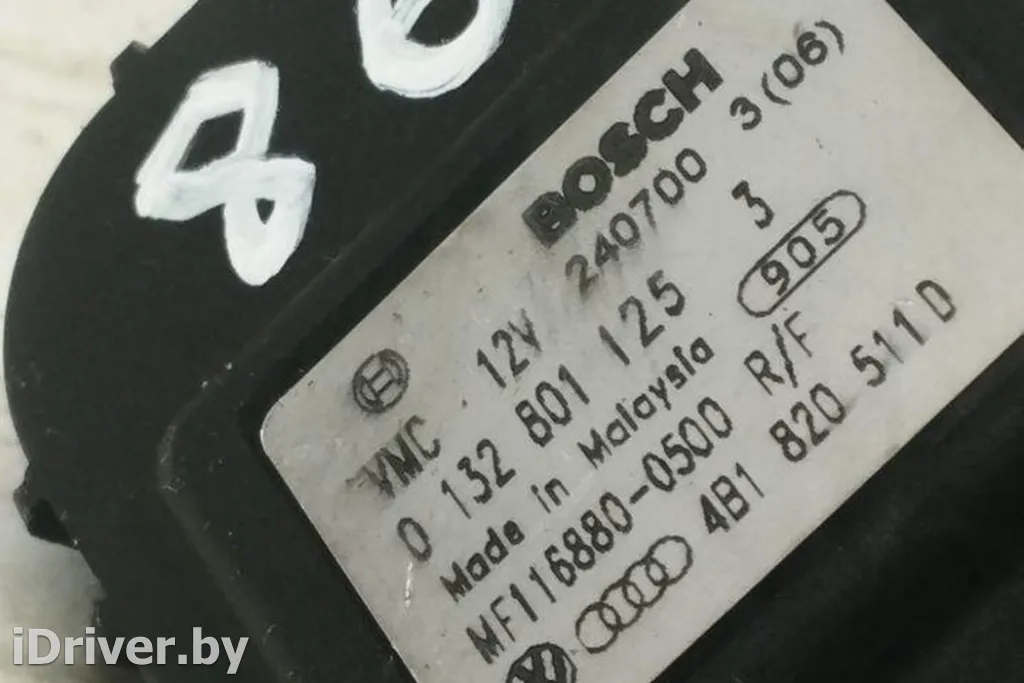 86
BOSCH
12V 240700 3(06)
VMC 3
0 132 801 125 905
Made in Malaysia
MF116880-0500 R/F
4B1 820 511 D
iDriver.by